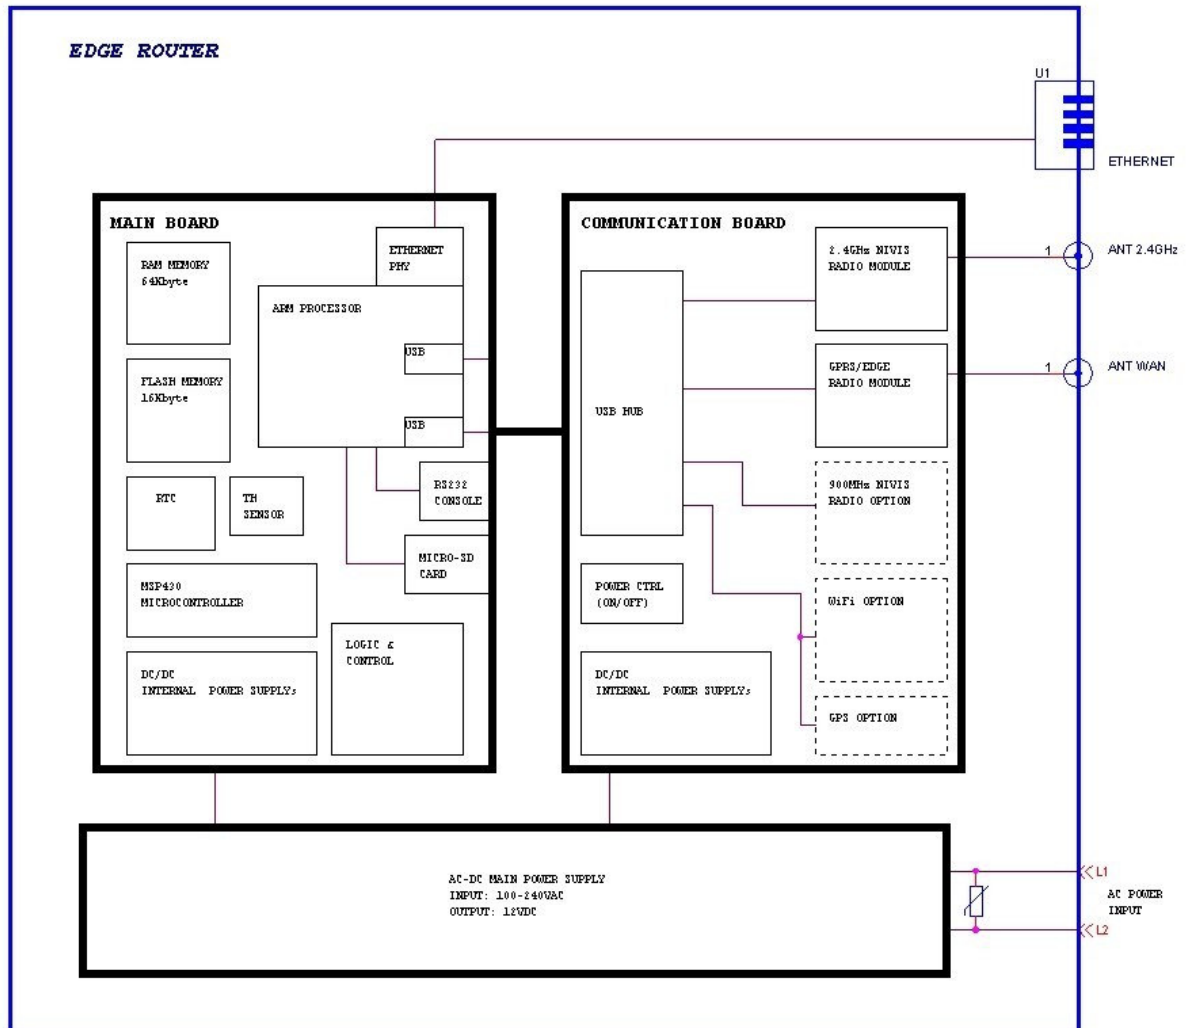 EDGE ROUTER
U1
ETHERNET
MAIN BOARD
RAM MEMORY
64Kbyte
ETHERNET
PHY
ARM PROCESSOR
USB
USB
FLASH MEMORY
16Kbyte
RTC
TH
SENSOR
RS232
CONSOLE
MICRO-SD
CARD
MSP430
MICROCONTROLLER
LOGIC &
CONTROL
DC/DC
INTERNAL POWER SUPPLYs
COMMUNICATION BOARD
2.4GHz NIVIS
RADIO MODULE
1
ANT 2.4GHz
GPRS/EDGE
RADIO MODULE
1
ANT WAN
USB HUB
900MHz NIVIS
RADIO OPTION
POWER CTRL
(ON/OFF)
WiFi OPTION
DC/DC
INTERNAL POWER SUPPLYs
GPS OPTION
AC-DC MAIN POWER SUPPLY
INPUT: 100-240VAC
OUTPUT: 12VDC
L1
AC POWER
INPUT
L2